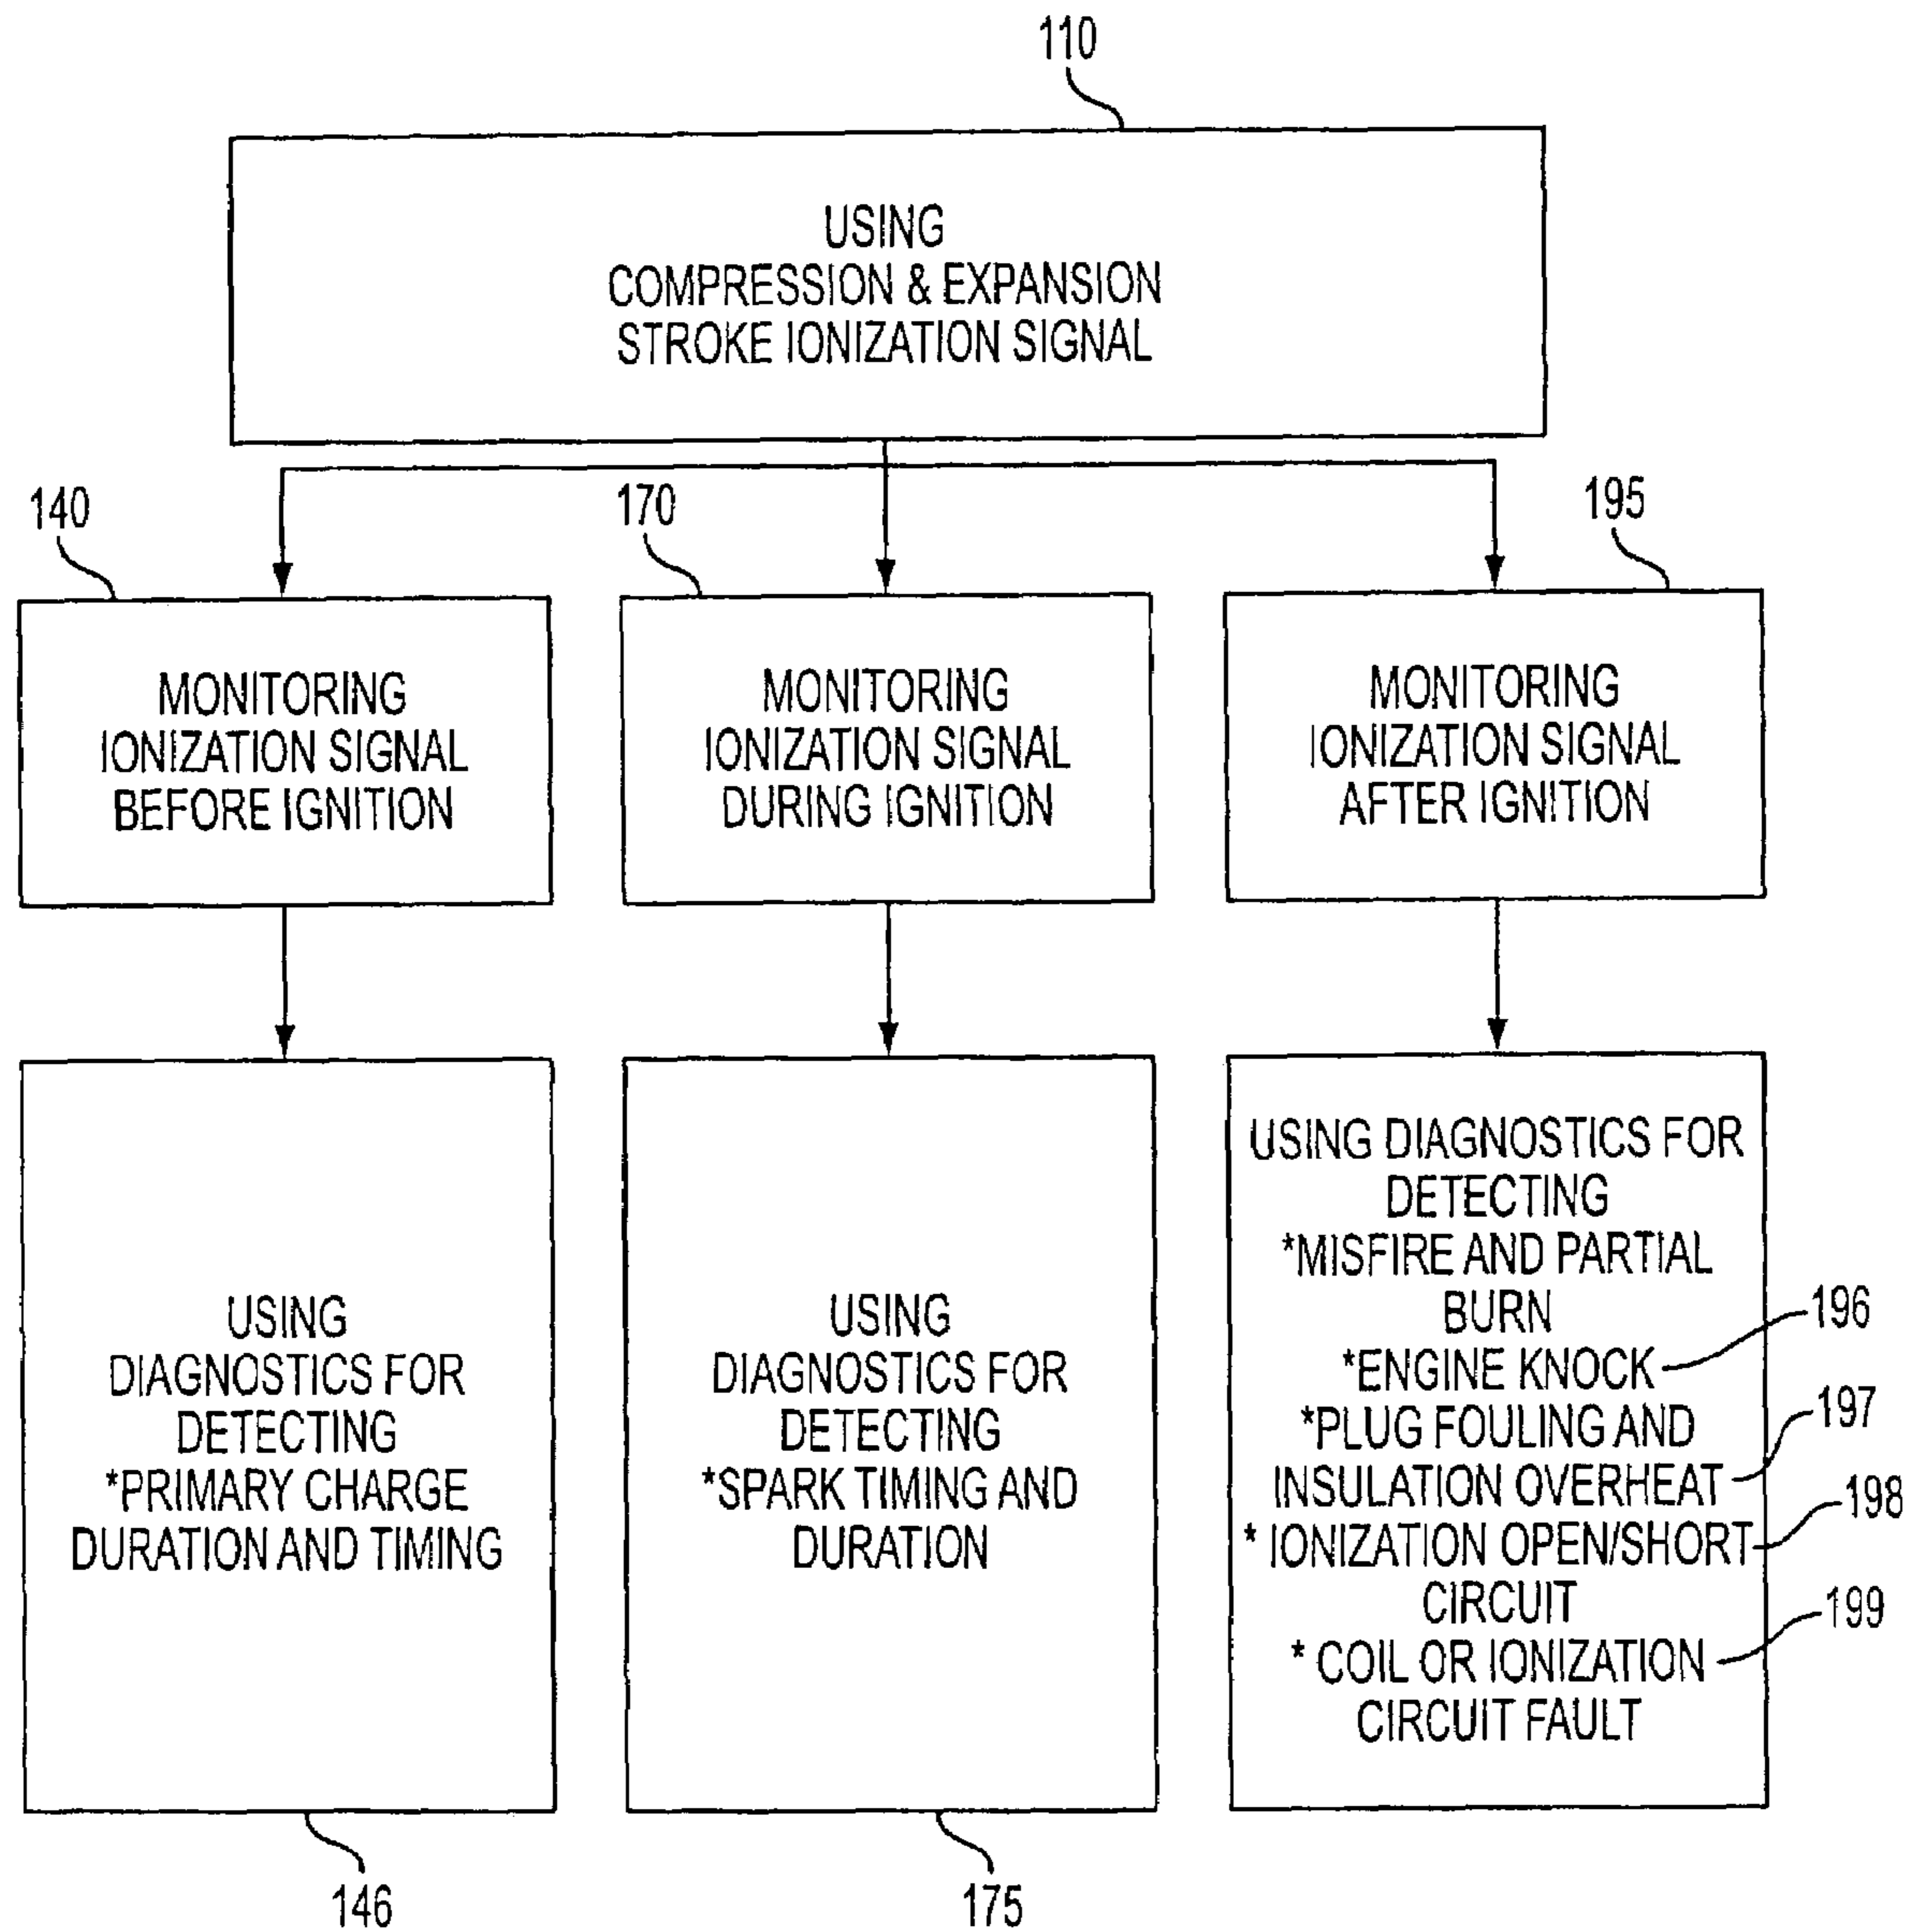 110
USING
COMPRESSION & EXPANSION
STROKE IONIZATION SIGNAL
140
170
195
MONITORING
IONIZATION SIGNAL
BEFORE IGNITION
MONITORING
IONIZATION SIGNAL
DURING IGNITION
MONITORING
IONIZATION SIGNAL
AFTER IGNITION
USING
DIAGNOSTICS FOR
DETECTING
*PRIMARY CHARGE
DURATION AND TIMING
146
USING
DIAGNOSTICS FOR
DETECTING
*SPARK TIMING AND
DURATION
175
USING DIAGNOSTICS FOR
DETECTING
*MISFIRE AND PARTIAL
BURN
*ENGINE KNOCK
196
*PLUG FOULING AND
INSULATION OVERHEAT
197
* IONIZATION OPEN/SHORT
CIRCUIT
198
* COIL OR IONIZATION
CIRCUIT FAULT
199